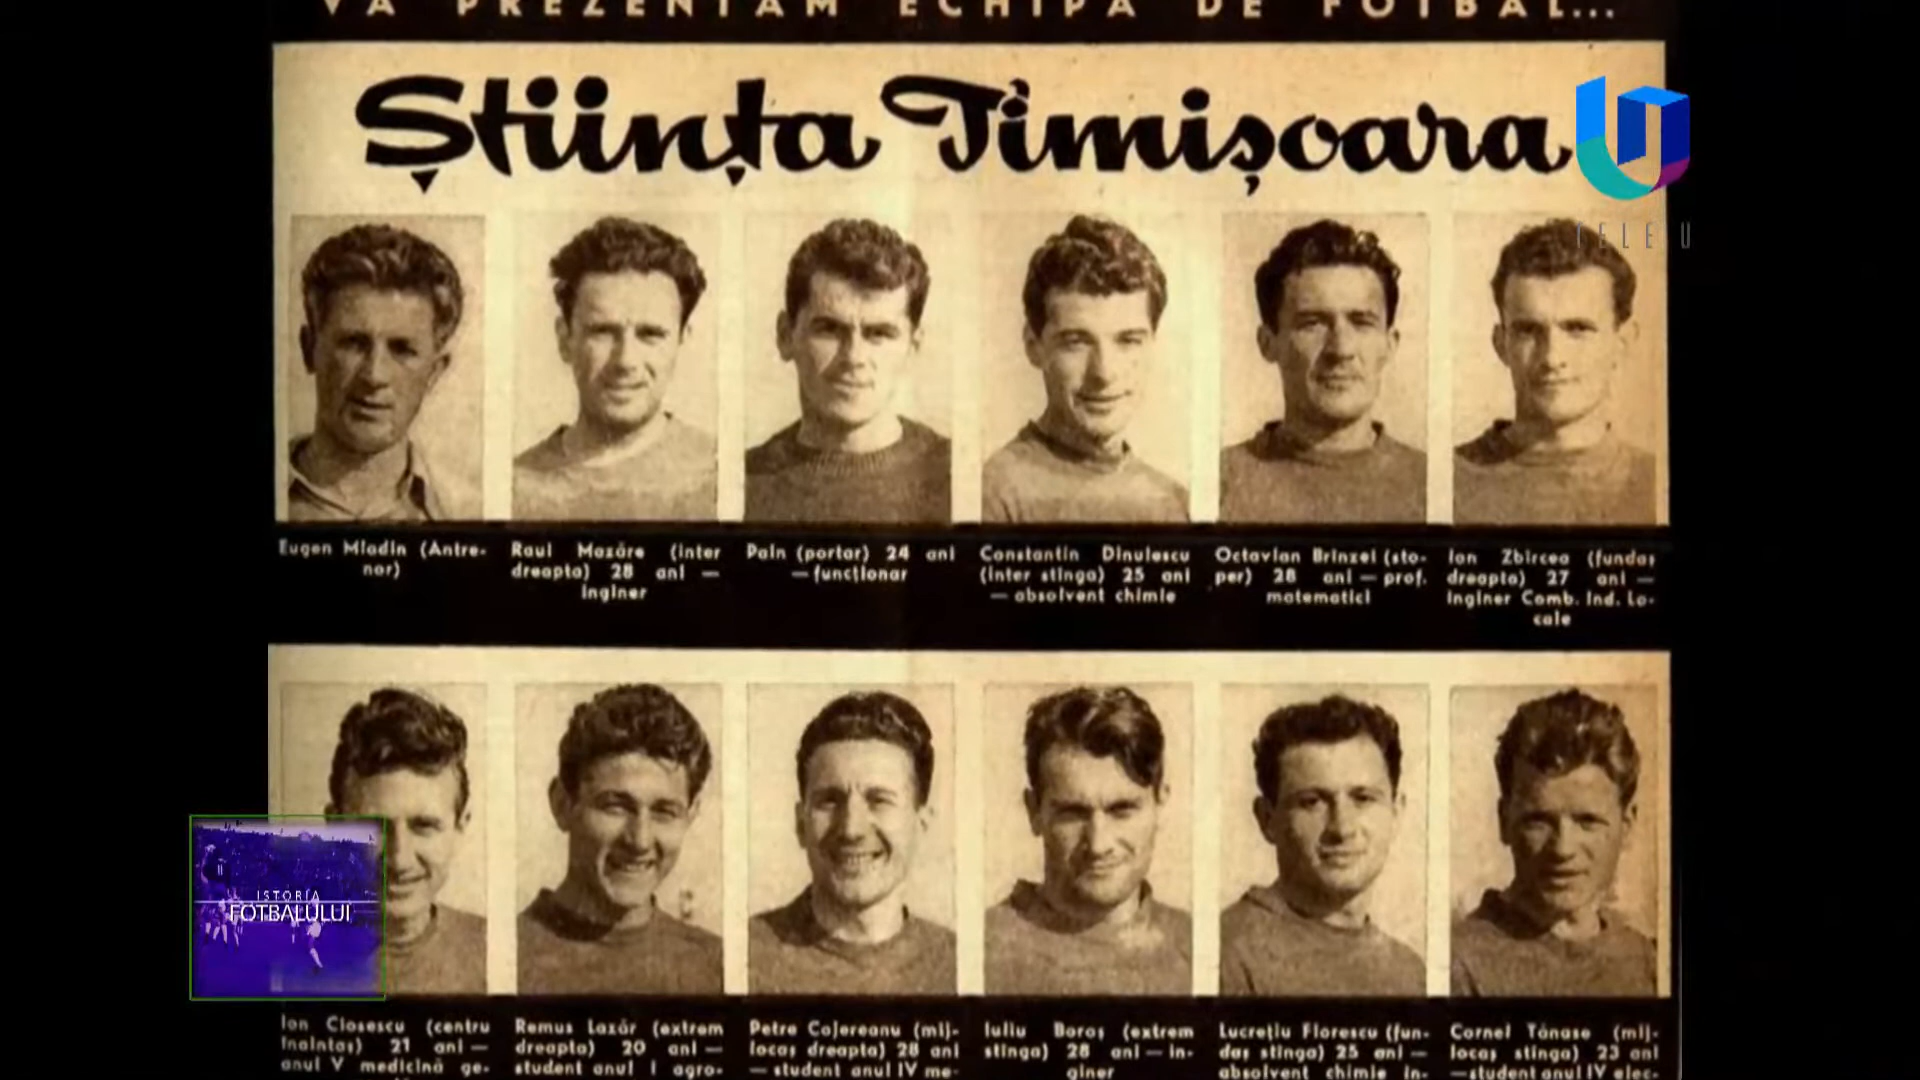 VĂ PREZENTĂM ECHIPA DE FOTBAL...
Știința Timișoara
TELE U
Eugen Mladin (Antre-
nor)
Raul Mazăre (inter
dreapta) 28 ani —
inginer
Pain (portar) 24 ani
— funcționar
Constantin Dinulescu
(inter stînga) 25 ani
— absolvent chimie
Octavian Brînzei (sto-
per) 28 ani — prof.
matematici
Ion Zbîrcea (fundaș
dreapta) 27 ani —
inginer Comb. Ind. Lo-
cale
ISTORIA
FOTBALULUI
Ion Ciosescu (centru
înaintaș) 21 ani —
anul V medicină ge-
Remus Lazăr (extrem
dreapta) 20 ani —
student anul I agro-
Petre Cojereanu (mij-
locaș dreapta) 28 ani
— student anul IV me-
Iuliu Boroș (extrem
stînga) 28 ani — in-
giner
Lucrețiu Florescu (fun-
daș stînga) 25 ani —
absolvent chimie in-
Cornel Tănase (mij-
locaș stînga) 23 ani
— student anul IV elec-